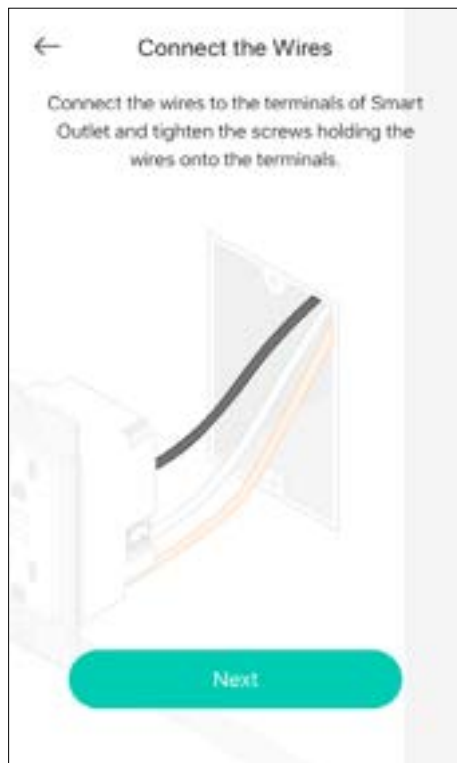 Connect the Wires
Connect the wires to the terminals of Smart
Outlet and tighten the screws holding the
wires onto the terminals.
Next